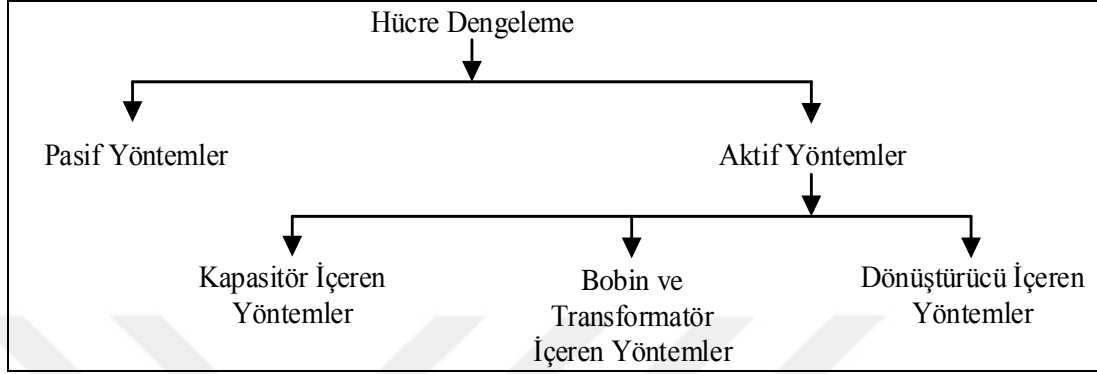 Hücre Dengeleme
Pasif Yöntemler
Aktif Yöntemler
Kapasitör İçeren
Yöntemler
Bobin ve
Transformatör
İçeren Yöntemler
Dönüştürücü İçeren
Yöntemler